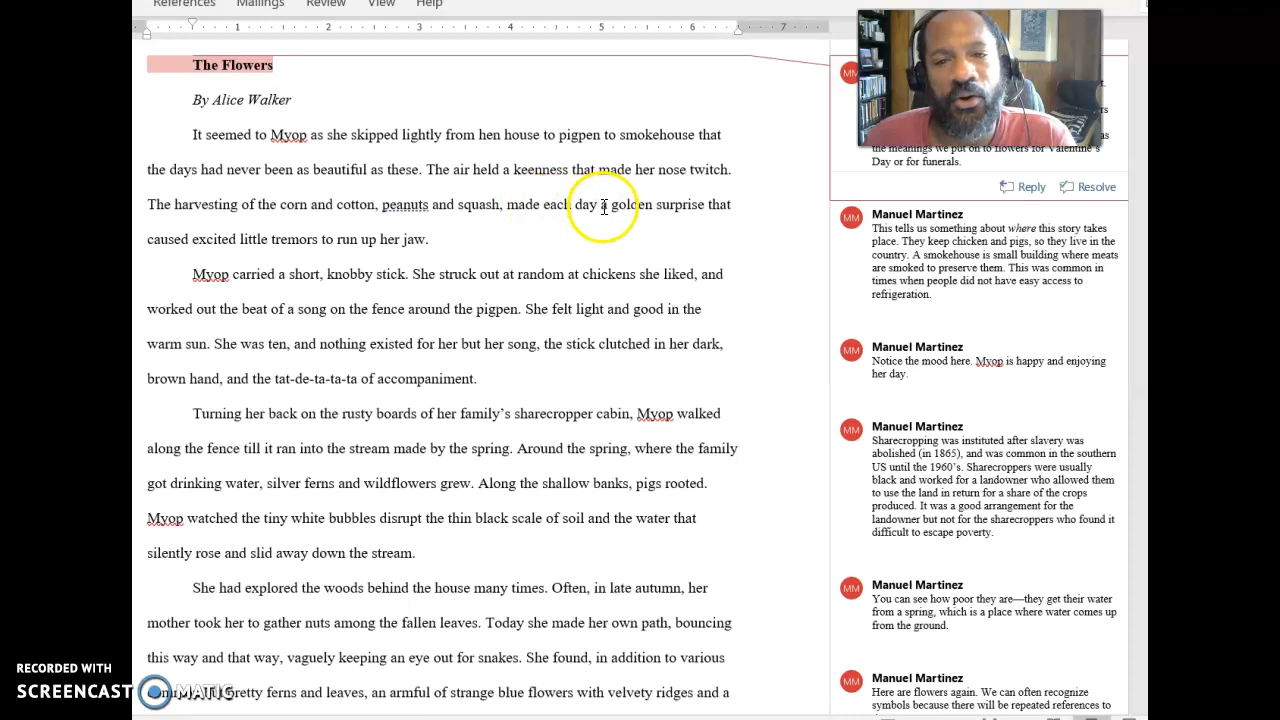 References Mailings Review View Help
1 2 3 4 5 6 7
The Flowers
By Alice Walker
It seemed to Myop as she skipped lightly from hen house to pigpen to smokehouse that
the days had never been as beautiful as these. The air held a keenness that made her nose twitch.
The harvesting of the corn and cotton, peanuts and squash, made each day a golden surprise that
caused excited little tremors to run up her jaw.
Myop carried a short, knobby stick. She struck out at random at chickens she liked, and
worked out the beat of a song on the fence around the pigpen. She felt light and good in the
warm sun. She was ten, and nothing existed for her but her song, the stick clutched in her dark,
brown hand, and the tat-de-ta-ta-ta of accompaniment.
Turning her back on the rusty boards of her family's sharecropper cabin, Myop walked
along the fence till it ran into the stream made by the spring. Around the spring, where the family
got drinking water, silver ferns and wildflowers grew. Along the shallow banks, pigs rooted.
Myop watched the tiny white bubbles disrupt the thin black scale of soil and the water that
silently rose and slid away down the stream.
She had explored the woods behind the house many times. Often, in late autumn, her
mother took her to gather nuts among the fallen leaves. Today she made her own path, bouncing
this way and that way, vaguely keeping an eye out for snakes. She found, in addition to various
pretty ferns and leaves, an armful of strange blue flowers with velvety ridges and a
MM
the meanings we put on to flowers for Valentine's
Day or for funerals.
Reply Resolve
MM Manuel Martinez
This tells us something about where this story takes
place. They keep chicken and pigs, so they live in the
country. A smokehouse is small building where meats
are smoked to preserve them. This was common in
times when people did not have easy access to
refrigeration.
MM Manuel Martinez
Notice the mood here. Myop is happy and enjoying
her day.
MM Manuel Martinez
Sharecropping was instituted after slavery was
abolished (in 1865), and was common in the southern
US until the 1960's. Sharecroppers were usually
black and worked for a landowner who allowed them
to use the land in return for a share of the crops
produced. It was a good arrangement for the
landowner but not for the sharecroppers who found it
difficult to escape poverty.
MM Manuel Martinez
You can see how poor they are—they get their water
from a spring, which is a place where water comes up
from the ground.
MM Manuel Martinez
Here are flowers again. We can often recognize
symbols because there will be repeated references to
RECORDED WITH
SCREENCAST MATIC